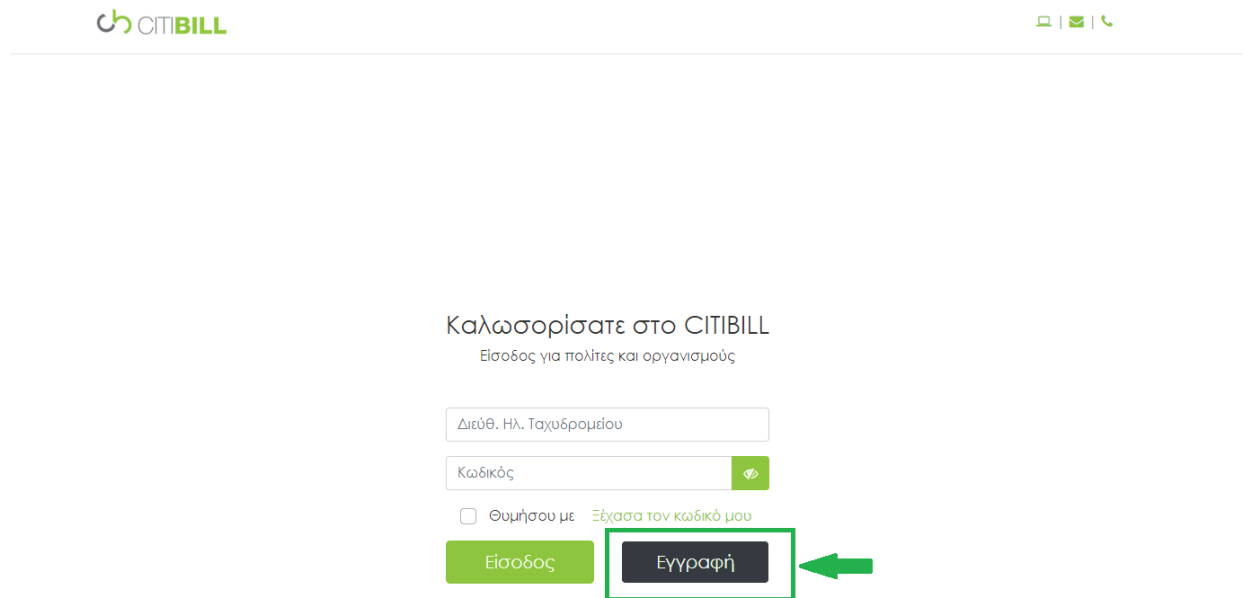 CITIBILL
Καλωσορίσατε στο CITIBILL
Είσοδος για πολίτες και οργανισμούς
Διεύθ. Ηλ. Ταχυδρομείου
Κωδικός
Θυμήσου με Ξέχασα τον κωδικό μου
Είσοδος Εγγραφή